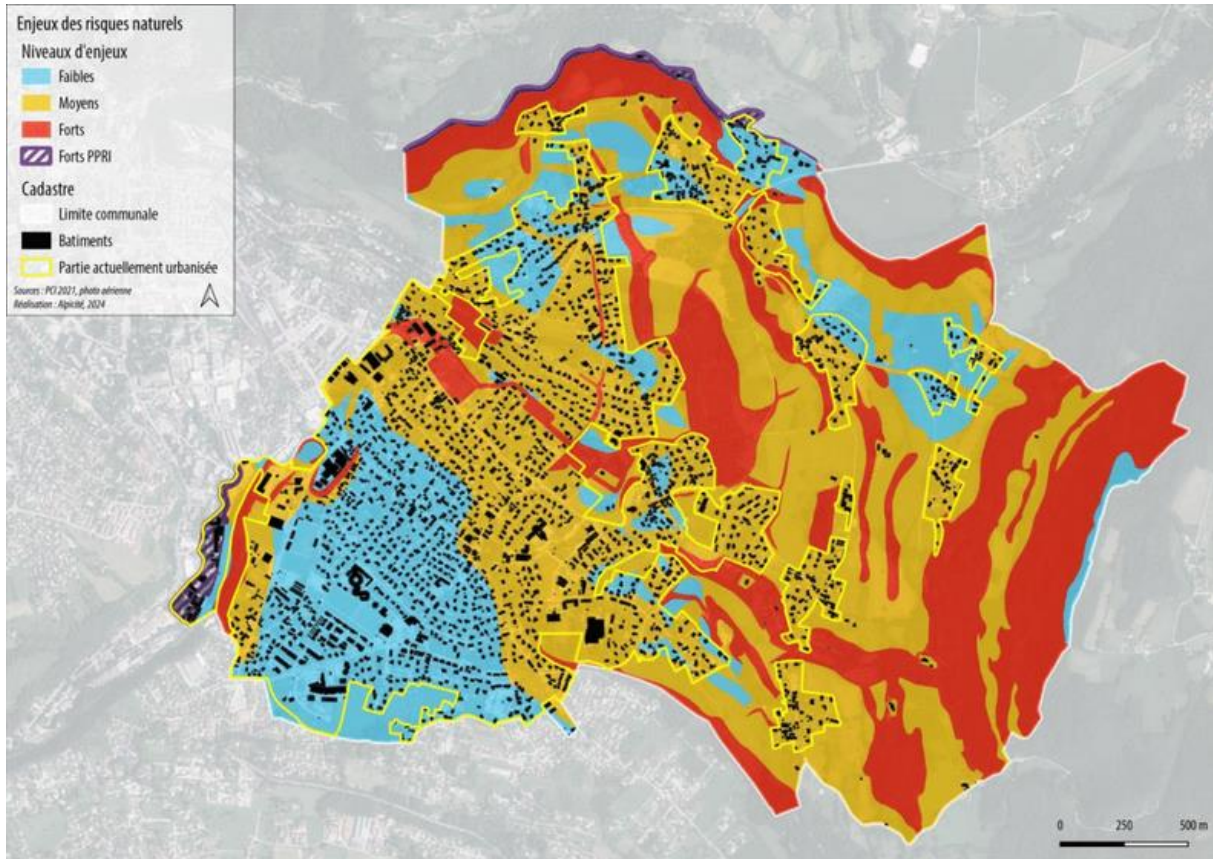 Enjeux des risques naturels
Niveaux d'enjeux
Faibles
Moyens
Forts
Forts PPRI
Cadastre
Limite communale
Batiments
Partie actuellement urbanisée
Sources : PCI 2021, photo aérienne
Réalisation : Alpicité, 2024
0 250 500 m